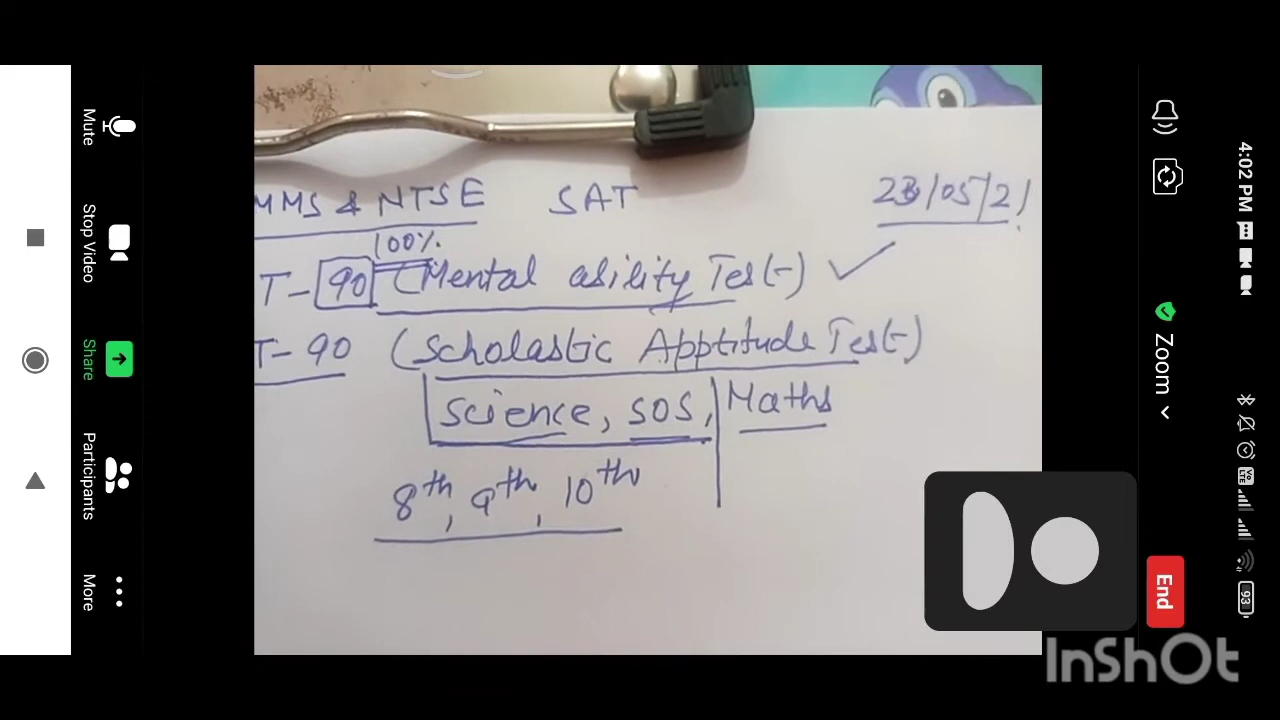 MMS & NTSE SAT 23/05/21
100%
T-90 (Mental ability Test) ✓
T-90 (Scholastic Apptitude Test)
Science, SOS, Maths
8th, 9th, 10th
Mute
Stop Video
Share
Participants
More
4:02 PM
Zoom
End
93
InShOt